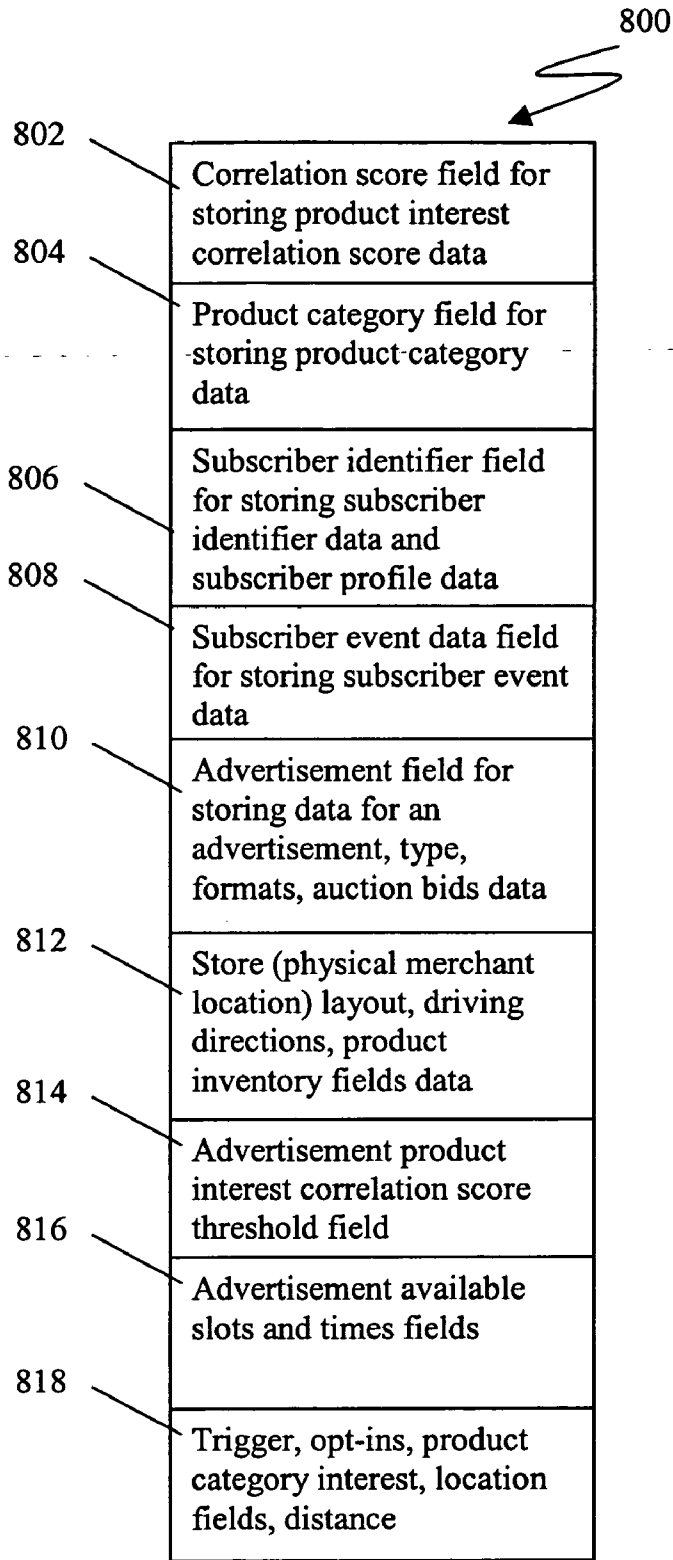 800
802
Correlation score field for
storing product interest
correlation score data
804
Product category field for
storing product category
data
806
Subscriber identifier field
for storing subscriber
identifier data and
subscriber profile data
808
Subscriber event data field
for storing subscriber event
data
810
Advertisement field for
storing data for an
advertisement, type,
formats, auction bids data
812
Store (physical merchant
location) layout, driving
directions, product
inventory fields data
814
Advertisement product
interest correlation score
threshold field
816
Advertisement available
slots and times fields
818
Trigger, opt-ins, product
category interest, location
fields, distance